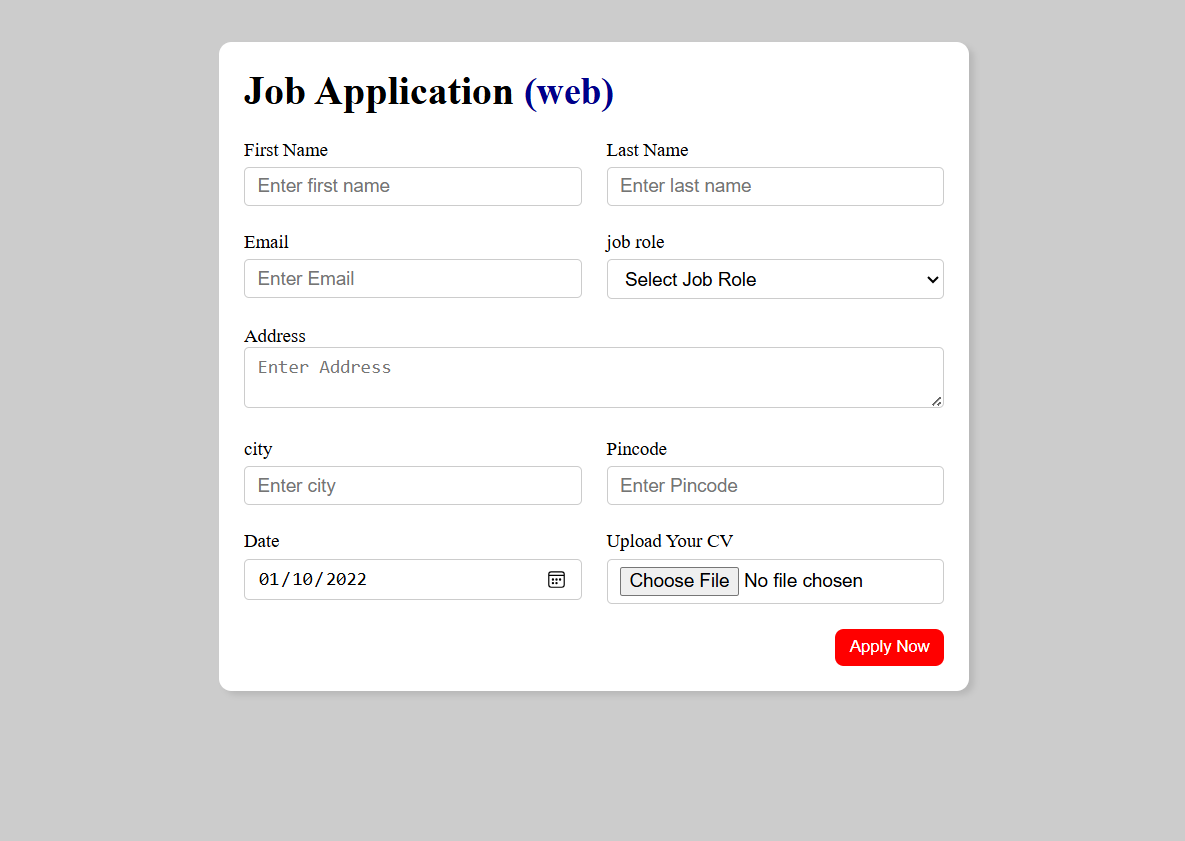 Job Application (web)
First Name Last Name
Enter first name Enter last name
Email job role
Enter Email Select Job Role
Address
Enter Address
city Pincode
Enter city Enter Pincode
Date Upload Your CV
01/10/2022 Choose File No file chosen
Apply Now